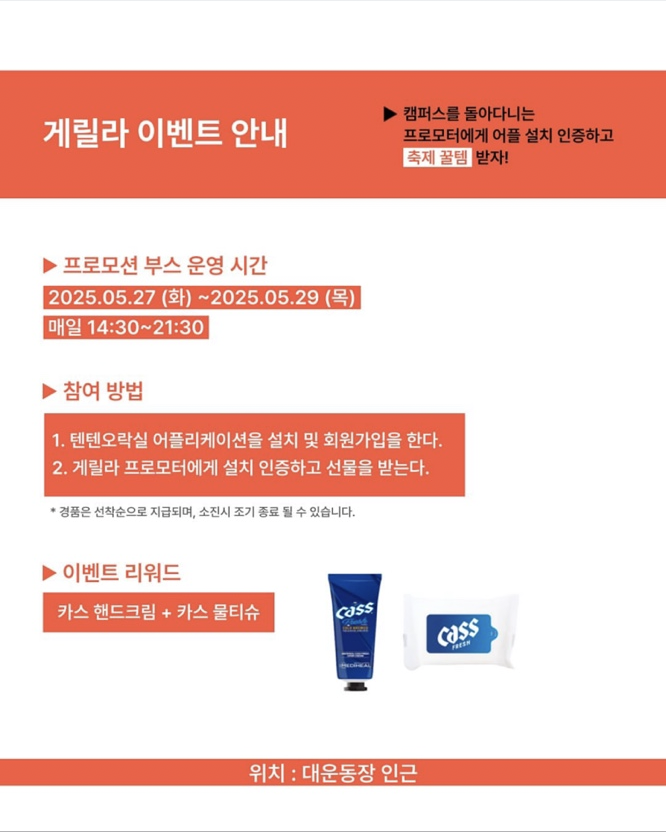 게릴라 이벤트 안내
▶ 캠퍼스를 돌아다니는
프로모터에게 어플 설치 인증하고
축제 꿀템 받자!
▶ 프로모션 부스 운영 시간
2025.05.27 (화) ~2025.05.29 (목)
매일 14:30~21:30
▶ 참여 방법
1. 텐텐오락실 어플리케이션을 설치 및 회원가입을 한다.
2. 게릴라 프로모터에게 설치 인증하고 선물을 받는다.
* 경품은 선착순으로 지급되며, 소진시 조기 종료 될 수 있습니다.
▶ 이벤트 리워드
카스 핸드크림 + 카스 물티슈
cass
cass
FRESH
위치 : 대운동장 인근